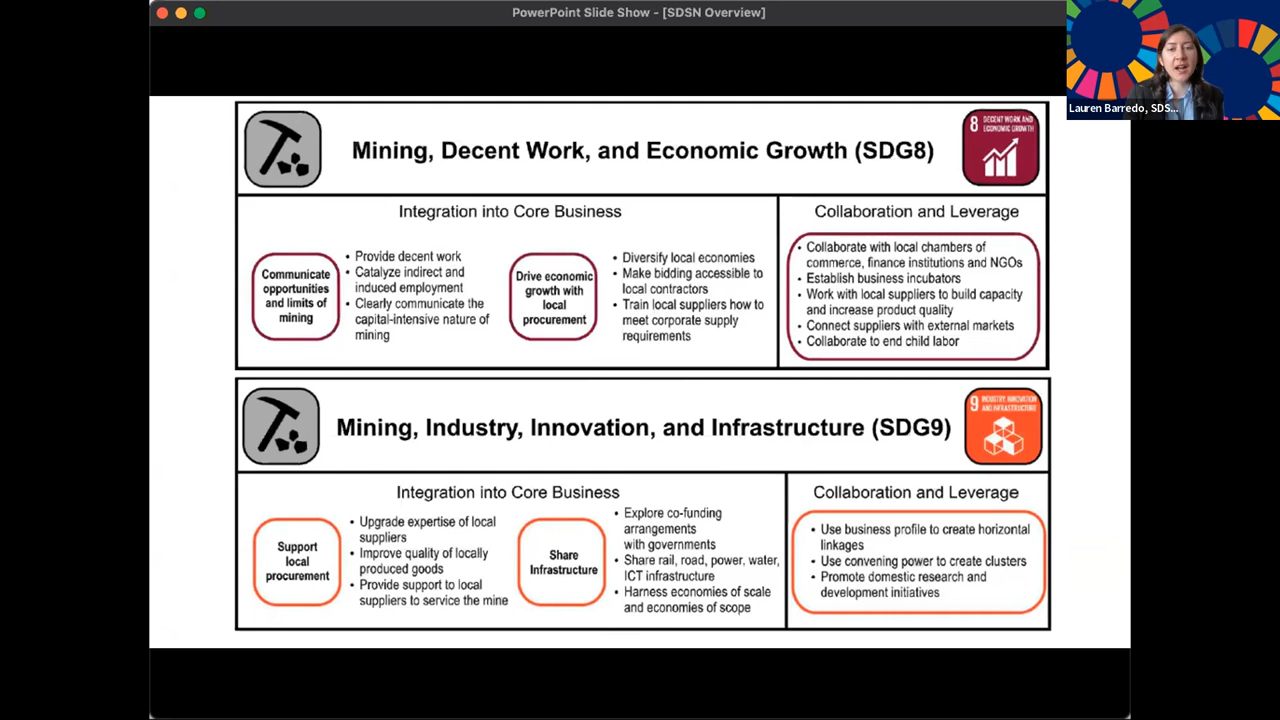 PowerPoint Slide Show - [SDSN Overview]
Lauren Barredo, SDS...
Mining, Decent Work, and Economic Growth (SDG8)
8 DECENT WORK AND
ECONOMIC GROWTH
Integration into Core Business
Communicate
opportunities
and limits of
mining
• Provide decent work
• Catalyze indirect and
induced employment
• Clearly communicate the
capital-intensive nature of
mining
Drive economic
growth with
local
procurement
• Diversify local economies
• Make bidding accessible to
local contractors
• Train local suppliers how to
meet corporate supply
requirements
Collaboration and Leverage
• Collaborate with local chambers of
commerce, finance institutions and NGOs
• Establish business incubators
• Work with local suppliers to build capacity
and increase product quality
• Connect suppliers with external markets
• Collaborate to end child labor
Mining, Industry, Innovation, and Infrastructure (SDG9)
9 INDUSTRY, INNOVATION
AND INFRASTRUCTURE
Integration into Core Business
Support
local
procurement
• Upgrade expertise of local
suppliers
• Improve quality of locally
produced goods
• Provide support to local
suppliers to service the mine
Share
Infrastructure
• Explore co-funding
arrangements
with governments
• Share rail, road, power, water,
ICT infrastructure
• Harness economies of scale
and economies of scope
Collaboration and Leverage
• Use business profile to create horizontal
linkages
• Use convening power to create clusters
• Promote domestic research and
development initiatives